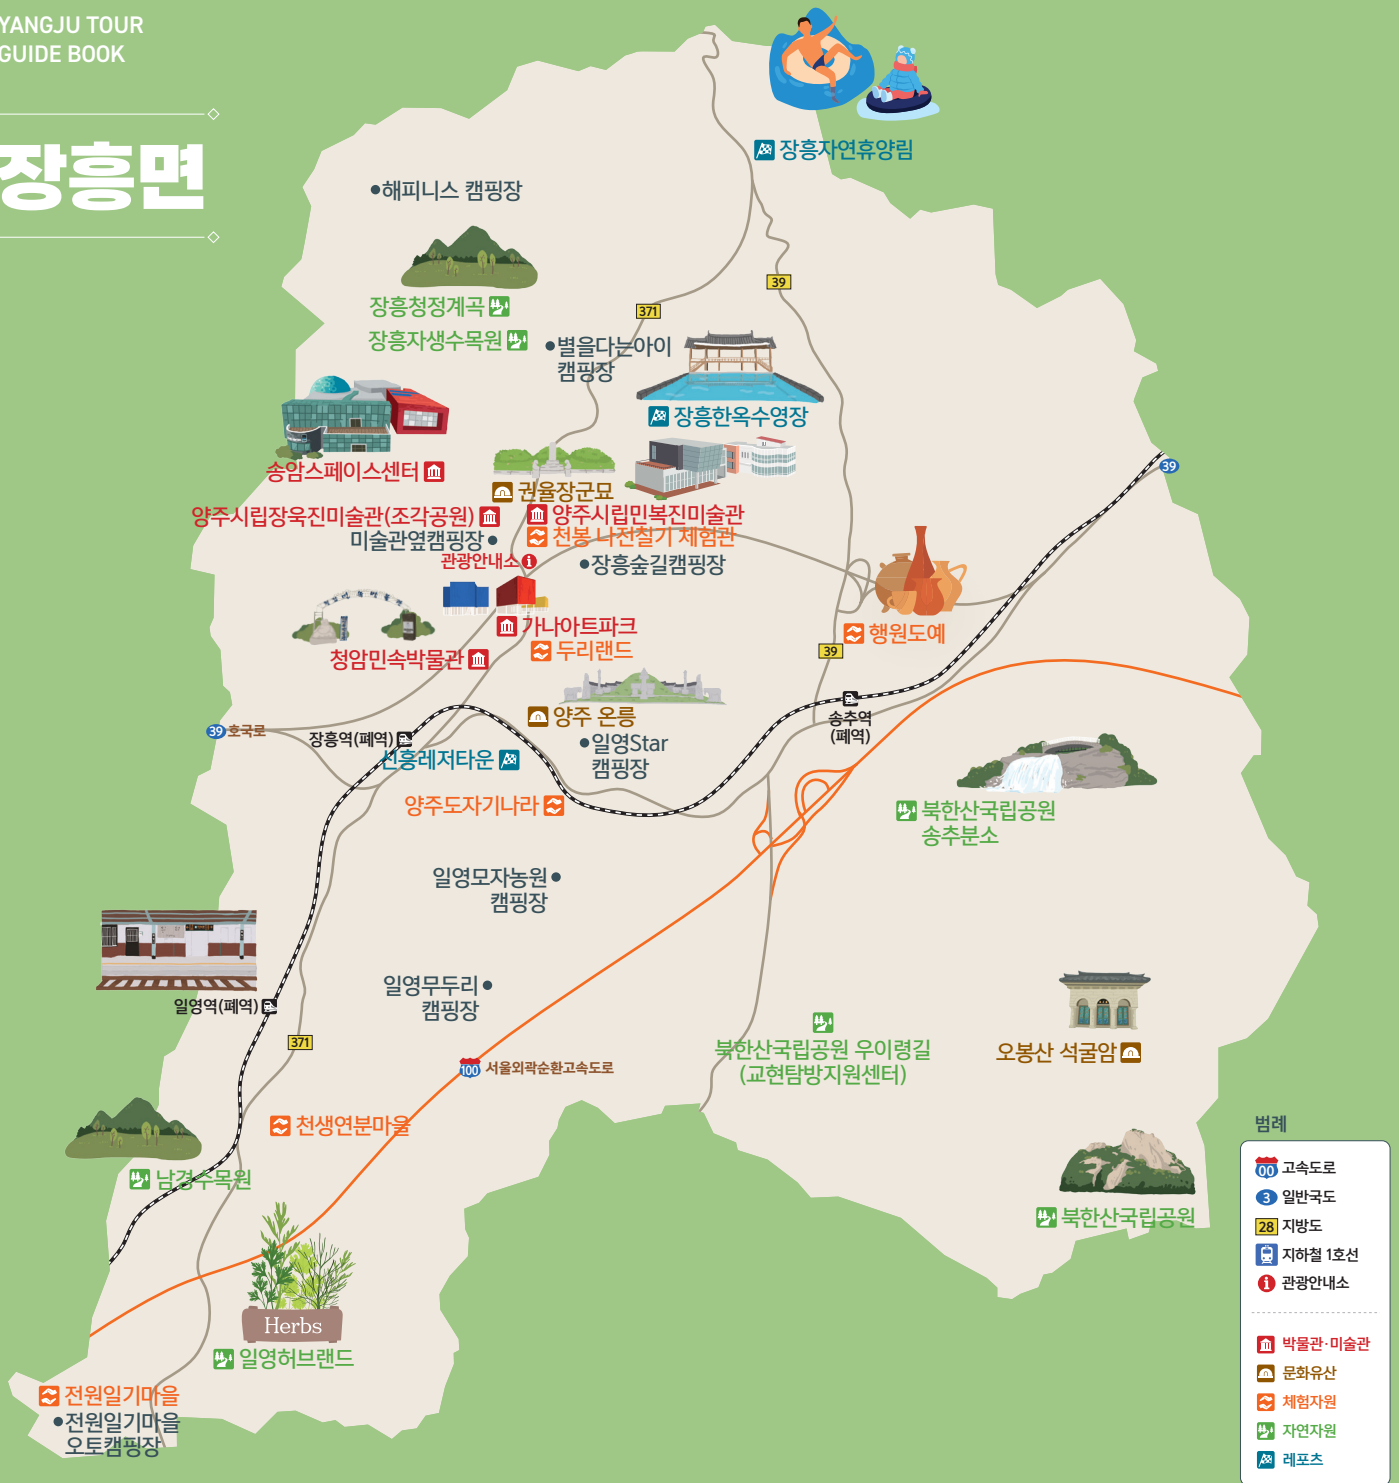 YANGJU TOUR
GUIDE BOOK
장흥면
장흥자연휴양림
해피니스 캠핑장
장흥청정계곡
장흥자생수목원
39
371
별을다는아이
캠핑장
장흥한옥수영장
송암스페이스센터
39
권율장군묘
양주시립장욱진미술관(조각공원)
양주시립민복진미술관
미술관옆캠핑장
천봉 나전칠기 체험관
관광안내소
장흥숲길캠핑장
가나아트파크
행원도예
청암민속박물관
두리랜드
39
양주 온릉
송추역
(폐역)
39 호국로
장흥역(폐역)
일영Star
캠핑장
신흥레저타운
양주도자기나라
북한산국립공원
송추분소
일영모자농원
캠핑장
일영무두리
캠핑장
일영역(폐역)
371
100 서울외곽순환고속도로
북한산국립공원 우이령길
(교현탐방지원센터)
오봉산 석굴암
천생연분마을
남경수목원
북한산국립공원
Herbs
일영허브랜드
전원일기마을
전원일기마을
오토캠핑장
범례
00 고속도로
3 일반국도
28 지방도
지하철 1호선
관광안내소
박물관·미술관
문화유산
체험자원
자연자원
레포츠